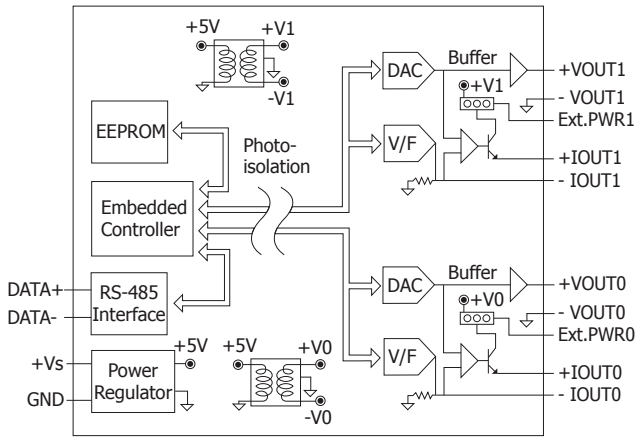 +5V
+V1
-V1
EEPROM
Photo-
isolation
Embedded
Controller
DATA+
DATA-
RS-485
Interface
+Vs
GND
Power
Regulator
+5V
+5V
+V0
-V0
DAC
Buffer
+V1
V/F
+VOUT1
- VOUT1
Ext.PWR1
+IOUT1
- IOUT1
DAC
Buffer
+V0
V/F
+VOUT0
- VOUT0
Ext.PWR0
+IOUT0
- IOUT0